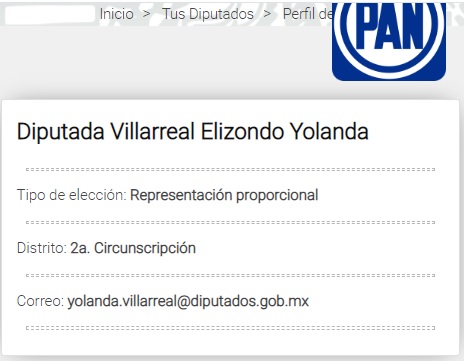 Inicio > Tus Diputados > Perfil de
PAN
Diputada Villarreal Elizondo Yolanda
Tipo de elección: Representación proporcional
Distrito: 2a. Circunscripción
Correo: yolanda.villarreal@diputados.gob.mx